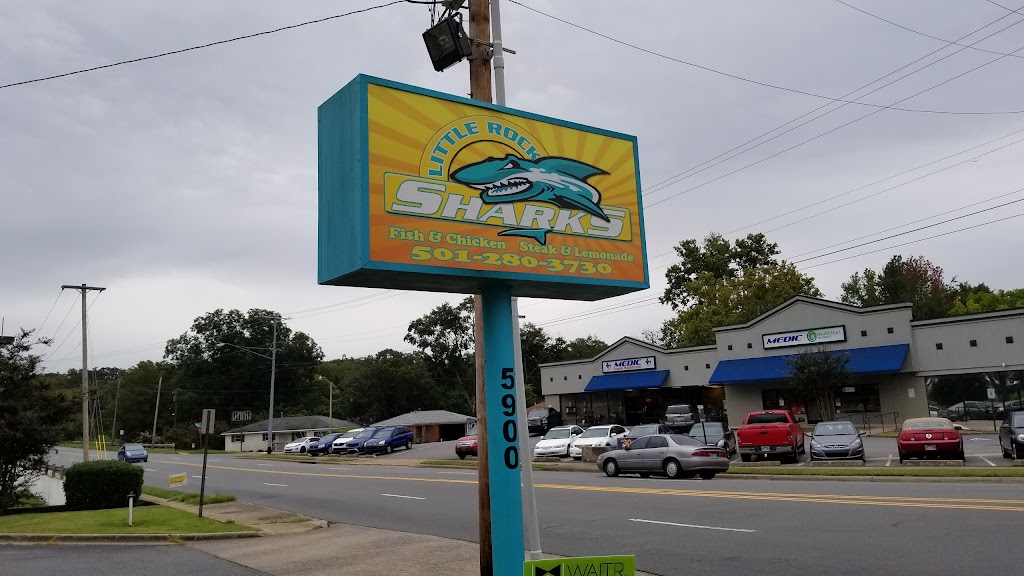 LITTLE ROCK
SHARKS
Fish & Chicken Steak & Lemonade
501-280-3730
5900
MEDIC
MEDIC
WAITR